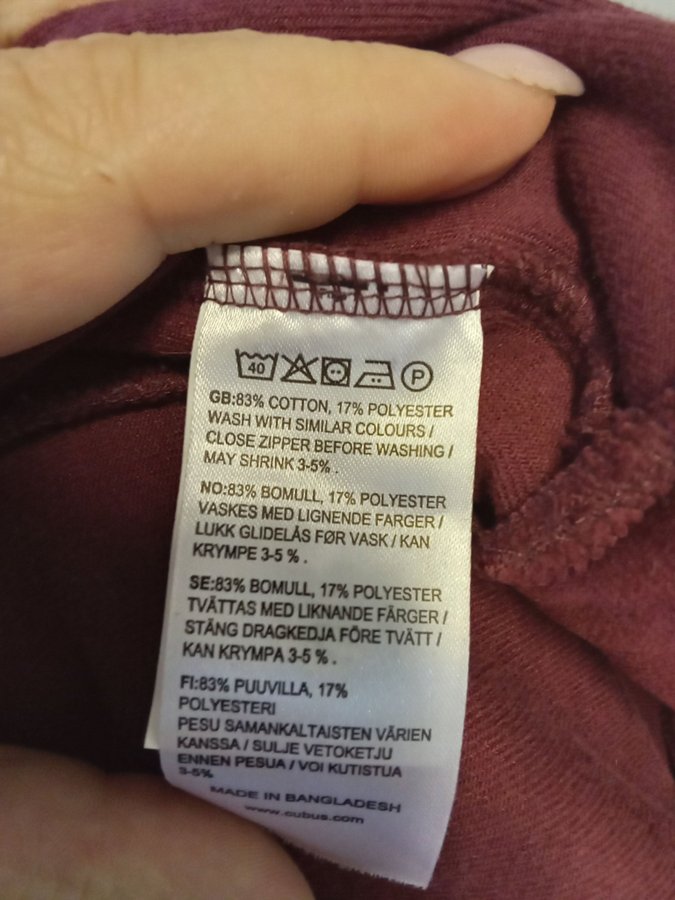 40 P
GB:83% COTTON, 17% POLYESTER
WASH WITH SIMILAR COLOURS /
CLOSE ZIPPER BEFORE WASHING /
MAY SHRINK 3-5% .
NO:83% BOMULL, 17% POLYESTER
VASKES MED LIGNENDE FARGER /
LUKK GLIDELÅS FØR VASK / KAN
KRYMPE 3-5 % .
SE:83% BOMULL, 17% POLYESTER
TVÄTTAS MED LIKNANDE FÄRGER /
STÄNG DRAGKEDJA FÖRE TVÄTT /
KAN KRYMPA 3-5 % .
FI:83% PUUVILLA, 17%
POLYESTERI
PESU SAMANKALTAISTEN VÄRIEN
KANSSA / SULJE VETOKETJU
ENNEN PESUA / VOI KUTISTUA
3-5%
MADE IN BANGLADESH
www.cubus.com